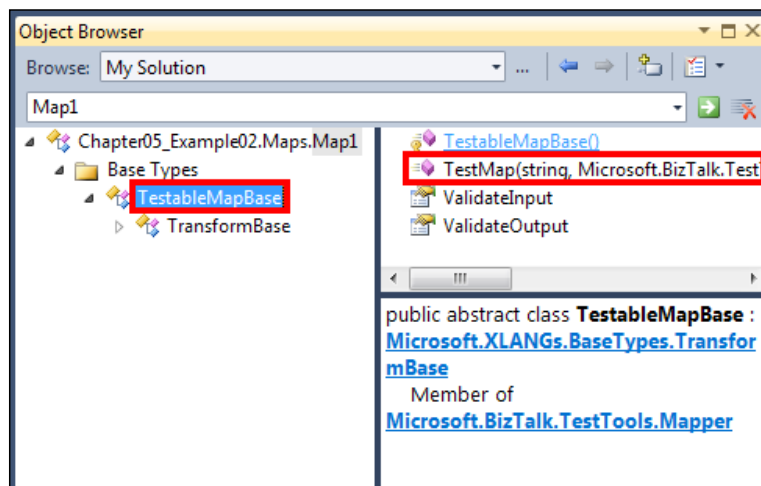 Object Browser
Browse: My Solution ...
Map1
Chapter05_Example02.Maps.Map1
Base Types
TestableMapBase
TransformBase
TestableMapBase()
TestMap(string, Microsoft.BizTalk.Test
ValidateInput
ValidateOutput
public abstract class TestableMapBase :
Microsoft.XLANGs.BaseTypes.Transfor
mBase
Member of
Microsoft.BizTalk.TestTools.Mapper